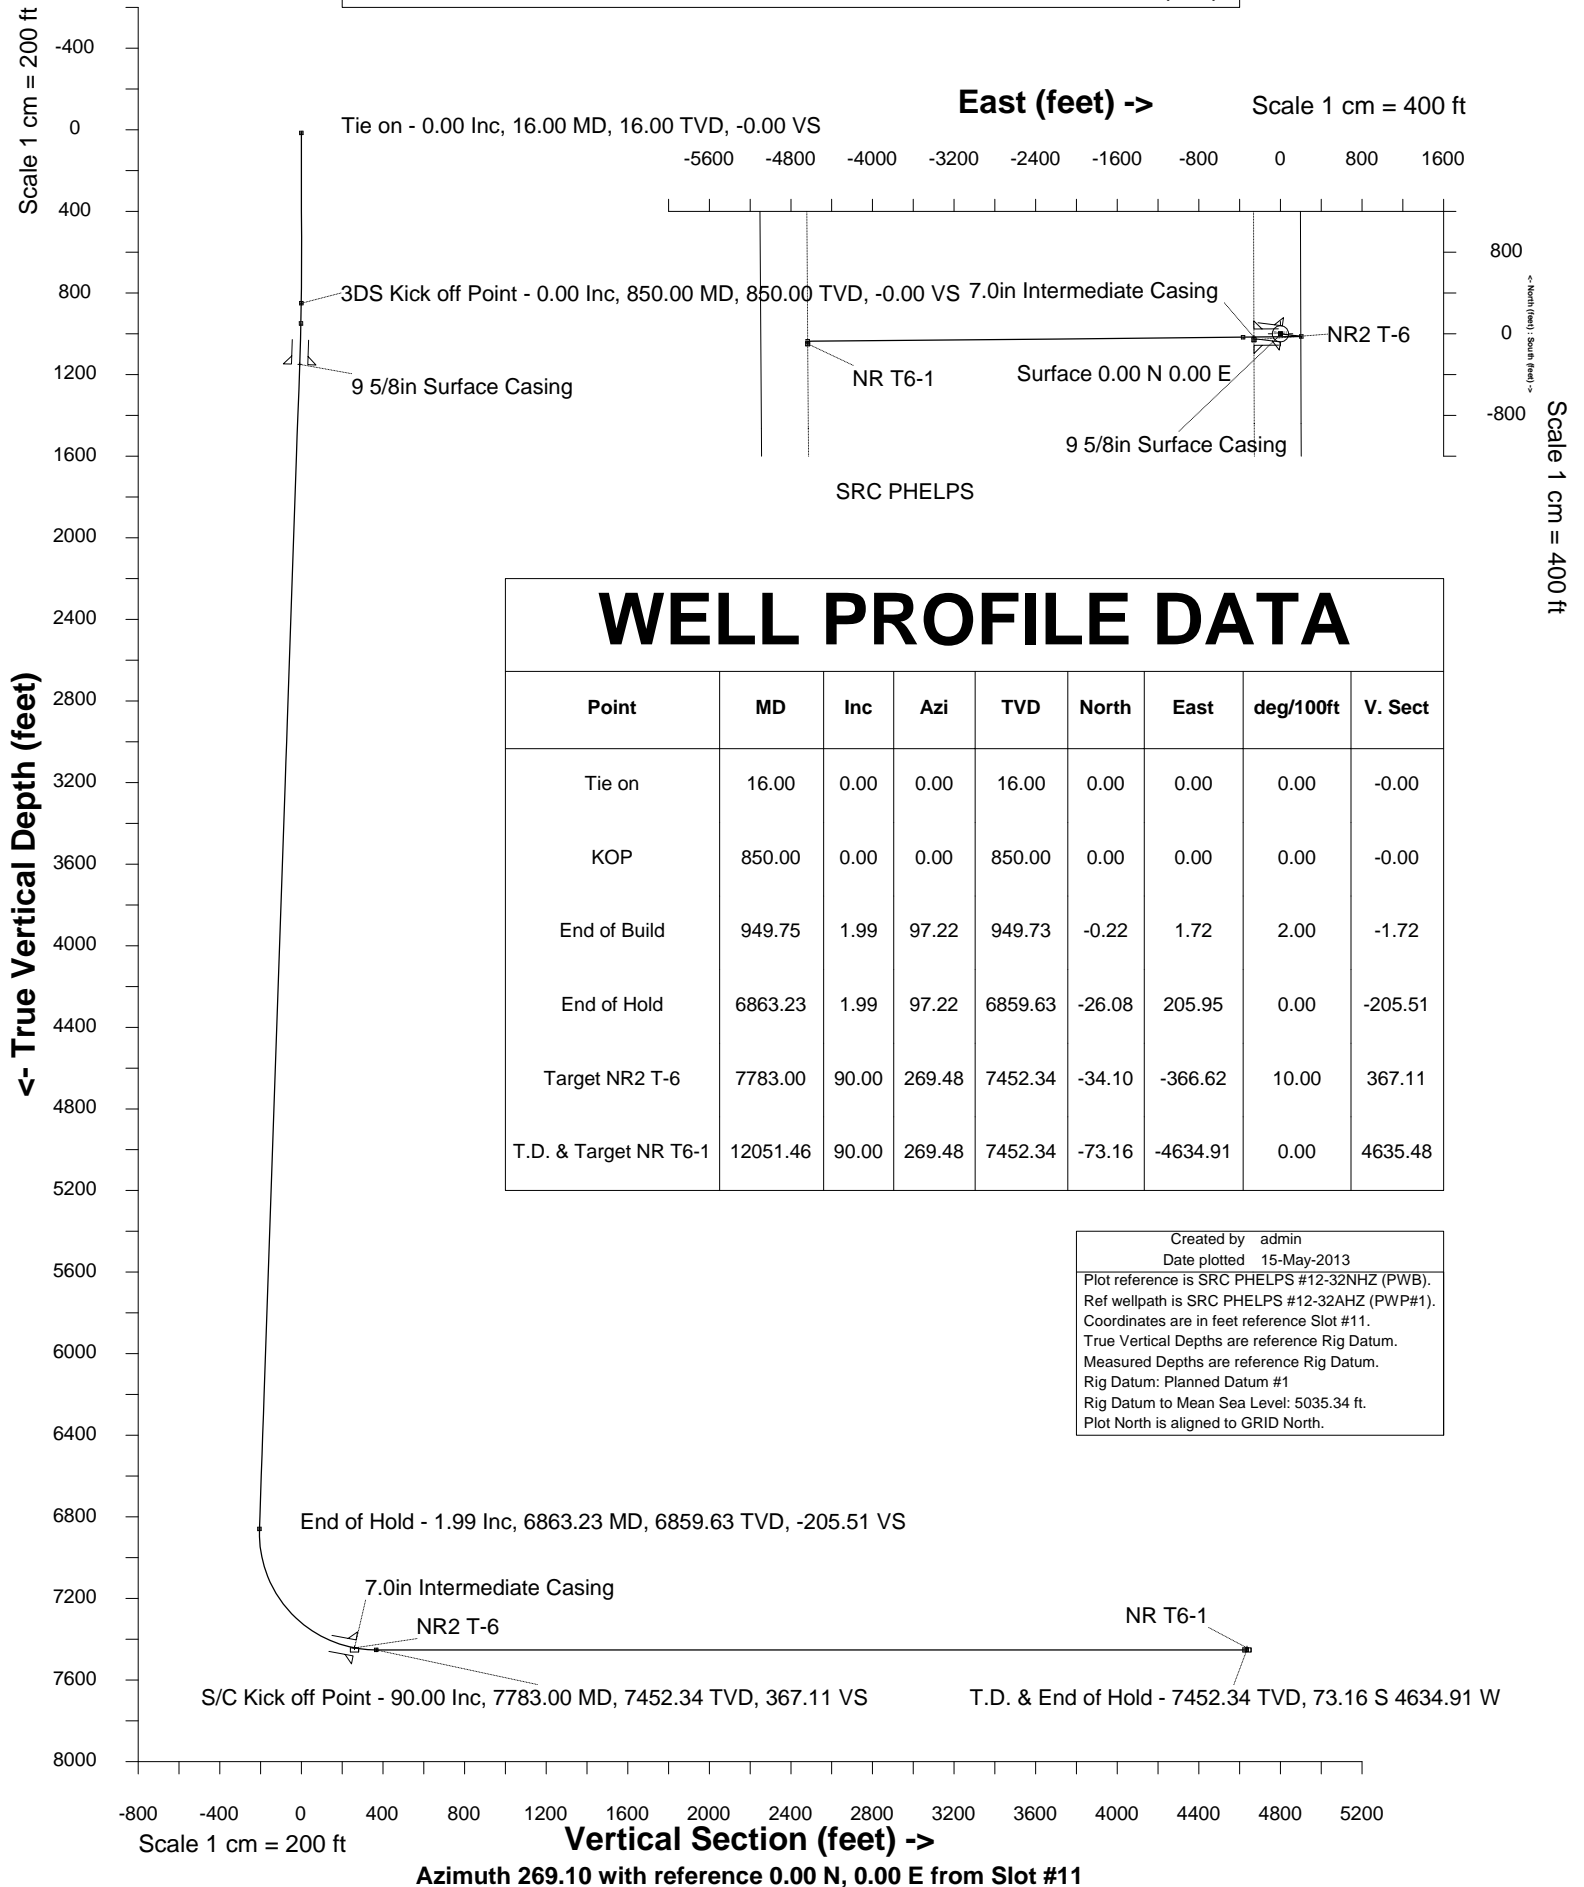 Scale 1 cm = 200 ft
-400
0
400
800
1200
1600
2000
2400
2800
3200
3600
4000
4400
4800
5200
5600
6000
6400
6800
7200
7600
8000
<- True Vertical Depth (feet)
Tie on - 0.00 Inc, 16.00 MD, 16.00 TVD, -0.00 VS
3DS Kick off Point - 0.00 Inc, 850.00 MD, 850.00 TVD, -0.00 VS
9 5/8in Surface Casing
East (feet) ->
Scale 1 cm = 400 ft
-5600 -4800 -4000 -3200 -2400 -1600 -800 0 800 1600
800
0
-800
<- North (feet) : South (feet) ->
Scale 1 cm = 400 ft
7.0in Intermediate Casing
NR2 T-6
NR T6-1
Surface 0.00 N 0.00 E
9 5/8in Surface Casing
SRC PHELPS
WELL PROFILE DATA
Point MD Inc Azi TVD North East deg/100ft V. Sect
Tie on 16.00 0.00 0.00 16.00 0.00 0.00 0.00 -0.00
KOP 850.00 0.00 0.00 850.00 0.00 0.00 0.00 -0.00
End of Build 949.75 1.99 97.22 949.73 -0.22 1.72 2.00 -1.72
End of Hold 6863.23 1.99 97.22 6859.63 -26.08 205.95 0.00 -205.51
Target NR2 T-6 7783.00 90.00 269.48 7452.34 -34.10 -366.62 10.00 367.11
T.D. & Target NR T6-1 12051.46 90.00 269.48 7452.34 -73.16 -4634.91 0.00 4635.48
Created by admin
Date plotted 15-May-2013
Plot reference is SRC PHELPS #12-32NHZ (PWB).
Ref wellpath is SRC PHELPS #12-32AHZ (PWP#1).
Coordinates are in feet reference Slot #11.
True Vertical Depths are reference Rig Datum.
Measured Depths are reference Rig Datum.
Rig Datum: Planned Datum #1
Rig Datum to Mean Sea Level: 5035.34 ft.
Plot North is aligned to GRID North.
End of Hold - 1.99 Inc, 6863.23 MD, 6859.63 TVD, -205.51 VS
7.0in Intermediate Casing
NR2 T-6
NR T6-1
S/C Kick off Point - 90.00 Inc, 7783.00 MD, 7452.34 TVD, 367.11 VS
T.D. & End of Hold - 7452.34 TVD, 73.16 S 4634.91 W
-800 -400 0 400 800 1200 1600 2000 2400 2800 3200 3600 4000 4400 4800 5200
Scale 1 cm = 200 ft
Vertical Section (feet) ->
Azimuth 269.10 with reference 0.00 N, 0.00 E from Slot #11